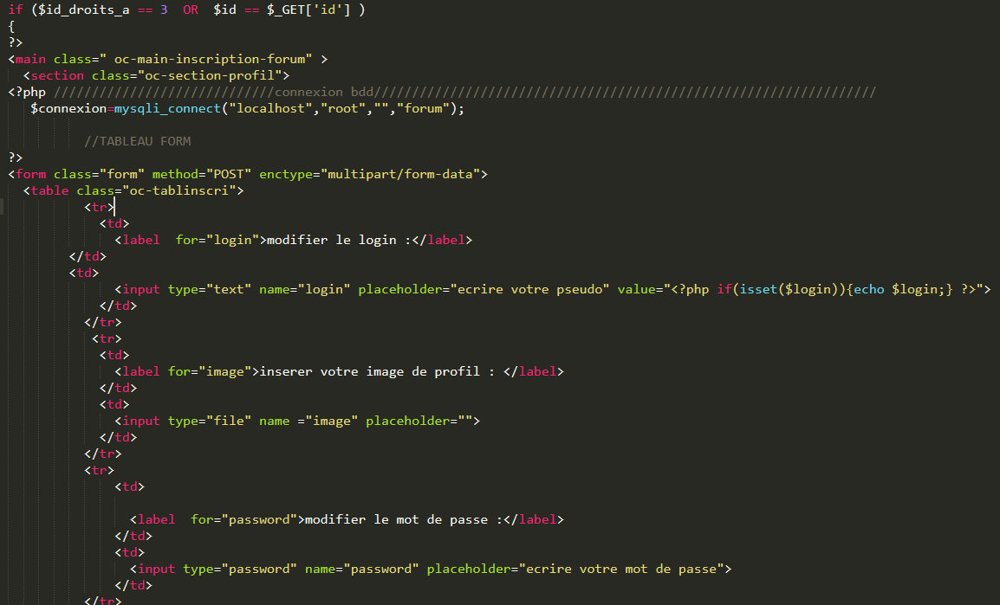 if ($id_droits_a == 3  OR  $id == $_GET['id'] )
{
?>
<main class=" oc-main-inscription-forum" >
  <section class="oc-section-profil">
<?php /////////////////////////////connexion bdd//////////////////////////////////////////////////////////////////
   $connexion=mysqli_connect("localhost","root","","forum");
          //TABLEAU FORM
?>
<form class="form" method="POST" enctype="multipart/form-data">
  <table class="oc-tablinscri">
          <tr>
            <td>
              <label  for="login">modifier le login :</label>
        </td>
        <td>
              <input type="text" name="login" placeholder="ecrire votre pseudo" value="<?php if(isset($login)){echo $login;} ?>">
            </td>
          </tr>
           <tr>
            <td>
              <label for="image">inserer votre image de profil : </label>
            </td>
            <td>
              <input type="file" name ="image" placeholder="">
            </td>
          </tr>
          <tr>
              <td>
                <label  for="password">modifier le mot de passe :</label>
              </td>
              <td>
                <input type="password" name="password" placeholder="ecrire votre mot de passe">
              </td>
          </tr>